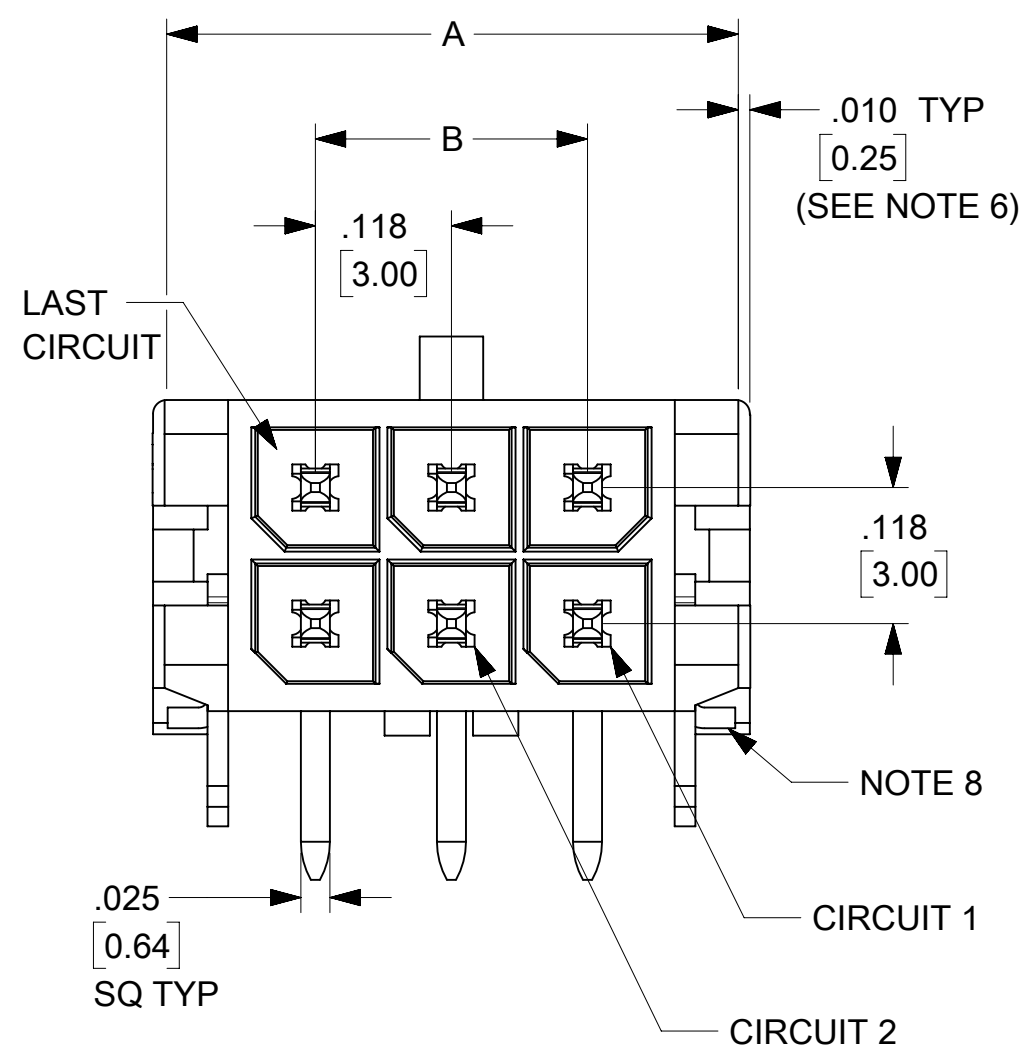 A
.010 TYP
[0.25]
(SEE NOTE 6)
B
.118
[3.00]
LAST
CIRCUIT
.118
[3.00]
NOTE 8
.025
[0.64]
SQ TYP
CIRCUIT 1
CIRCUIT 2